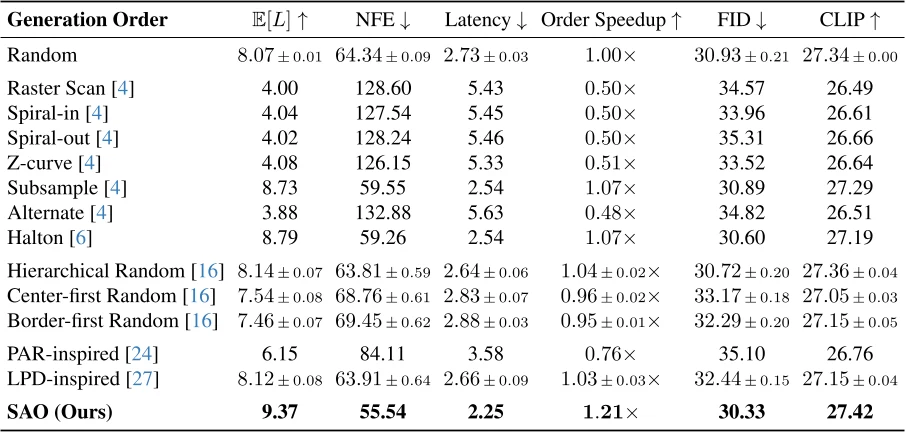 Generation Order 𝔼[L] ↑ NFE ↓ Latency ↓ Order Speedup ↑ FID ↓ CLIP ↑
Random 8.07 ± 0.01 64.34 ± 0.09 2.73 ± 0.03 1.00× 30.93 ± 0.21 27.34 ± 0.00
Raster Scan [4] 4.00 128.60 5.43 0.50× 34.57 26.49
Spiral-in [4] 4.04 127.54 5.45 0.50× 33.96 26.61
Spiral-out [4] 4.02 128.24 5.46 0.50× 35.31 26.66
Z-curve [4] 4.08 126.15 5.33 0.51× 33.52 26.64
Subsample [4] 8.73 59.55 2.54 1.07× 30.89 27.29
Alternate [4] 3.88 132.88 5.63 0.48× 34.82 26.51
Halton [6] 8.79 59.26 2.54 1.07× 30.60 27.19
Hierarchical Random [16] 8.14 ± 0.07 63.81 ± 0.59 2.64 ± 0.06 1.04 ± 0.02× 30.72 ± 0.20 27.36 ± 0.04
Center-first Random [16] 7.54 ± 0.08 68.76 ± 0.61 2.83 ± 0.07 0.96 ± 0.02× 33.17 ± 0.18 27.05 ± 0.03
Border-first Random [16] 7.46 ± 0.07 69.45 ± 0.62 2.88 ± 0.03 0.95 ± 0.01× 32.29 ± 0.20 27.15 ± 0.05
PAR-inspired [24] 6.15 84.11 3.58 0.76× 35.10 26.76
LPD-inspired [27] 8.12 ± 0.08 63.91 ± 0.64 2.66 ± 0.09 1.03 ± 0.03× 32.44 ± 0.15 27.15 ± 0.04
SAO (Ours) 9.37 55.54 2.25 1.21× 30.33 27.42